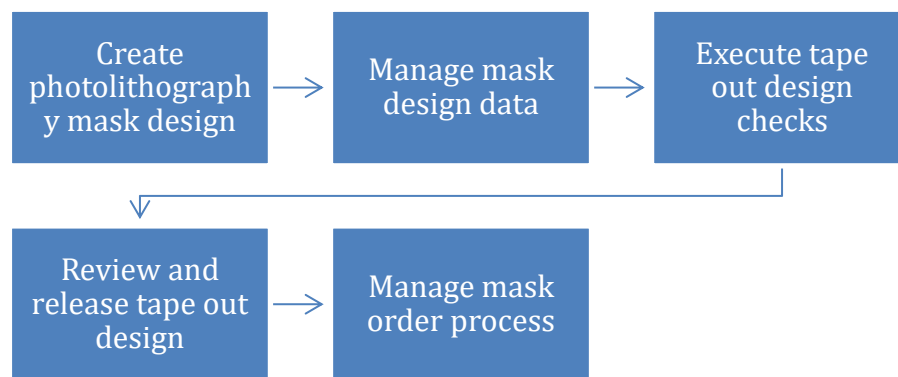 Create
photolithograph
y mask design
Manage mask
design data
Execute tape
out design
checks
Review and
release tape out
design
Manage mask
order process